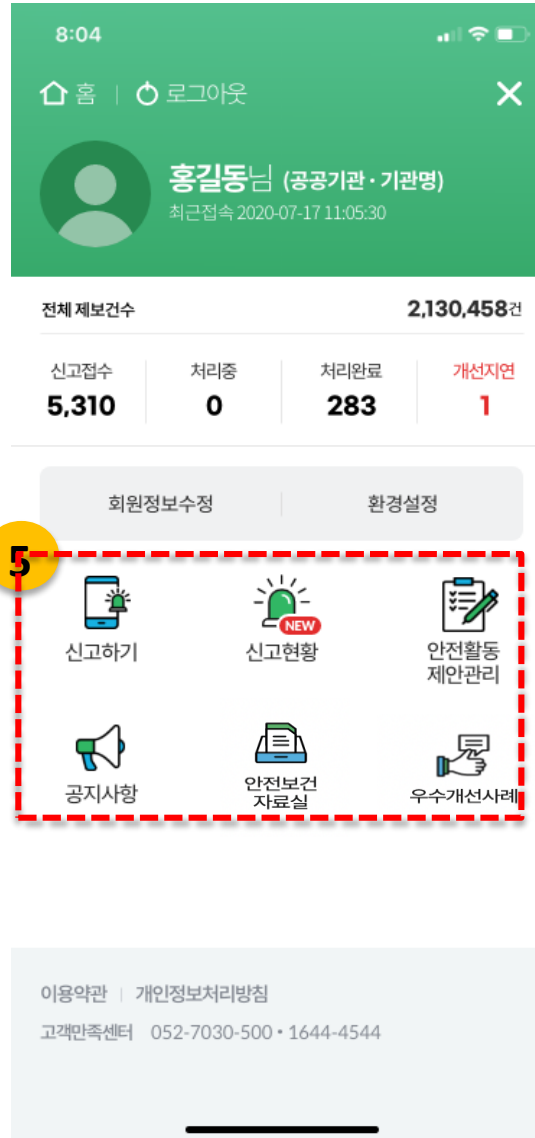 8:04
홈 | 로그아웃
홍길동님 (공공기관 · 기관명)
최근접속 2020-07-17 11:05:30
전체 제보건수 2,130,458건
신고접수 처리중 처리완료 개선지연
5,310 0 283 1
회원정보수정 환경설정
5
NEW
신고하기 신고현황 안전활동
제안관리
공지사항 안전보건 우수개선사례
자료실
이용약관 | 개인정보처리방침
고객만족센터 052-7030-500 • 1644-4544